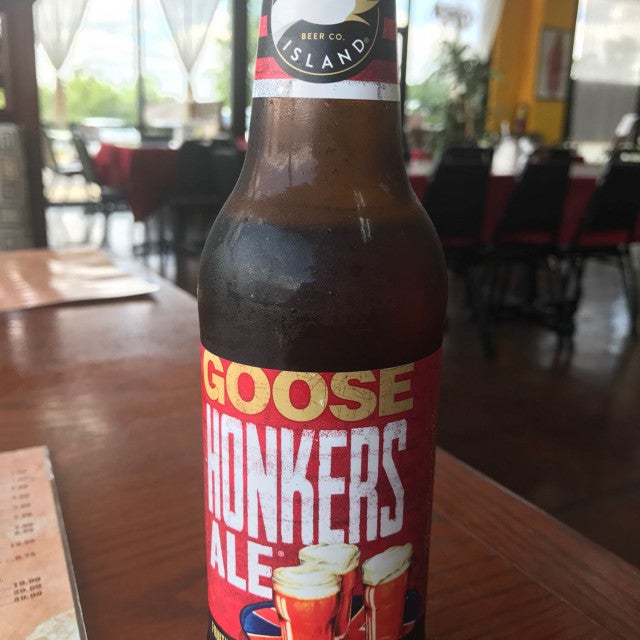 BEER CO.
ISLAND®
GOOSE
HONKERS
ALE®